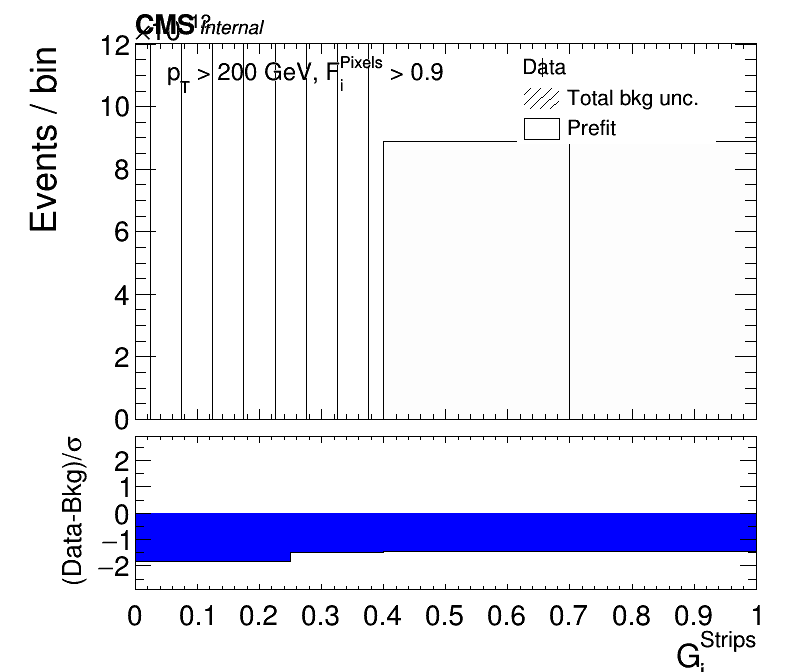 CMS Internal
×10¹²
p_T > 200 GeV, F_i^Pixels > 0.9
Data
Total bkg unc.
Prefit
Events / bin
12
10
8
6
4
2
0
(Data-Bkg)/σ
2
1
0
−1
−2
0 0.1 0.2 0.3 0.4 0.5 0.6 0.7 0.8 0.9 1
G_i^Strips